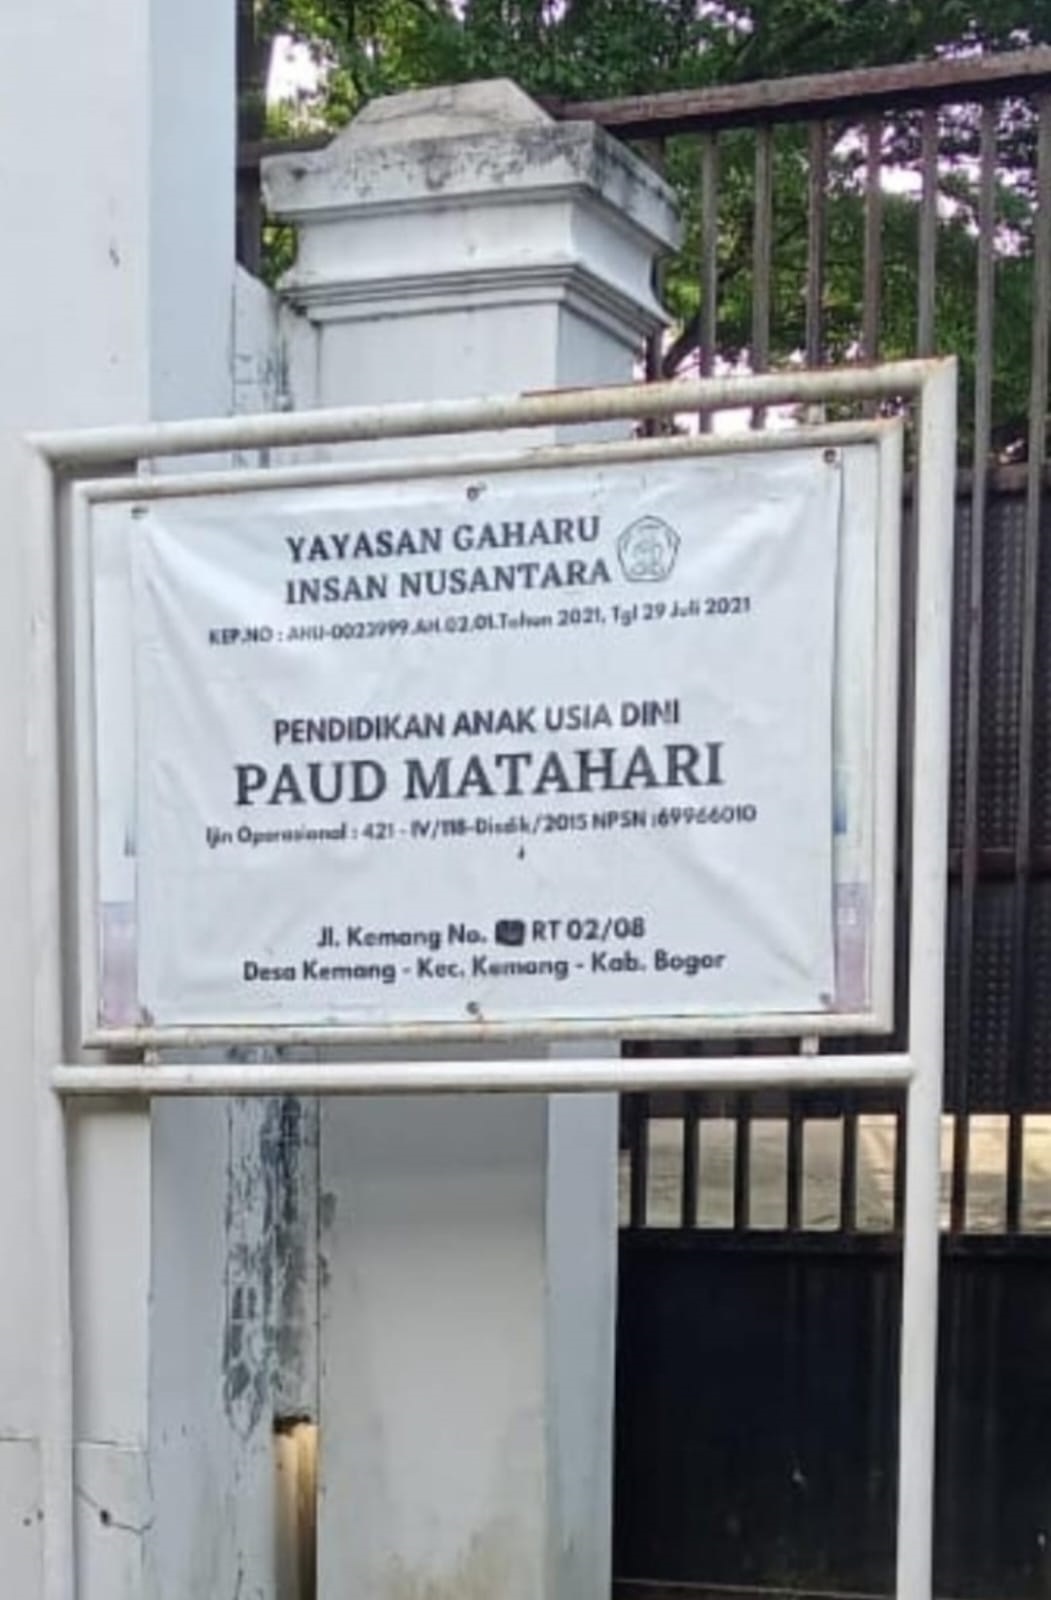 YAYASAN GAHARU
INSAN NUSANTARA
KEP.NO : AHU-0023999.AH.02.01.Tahun 2021, Tgl 29 Juli 2021
PENDIDIKAN ANAK USIA DINI
PAUD MATAHARI
Ijin Operasional : 421 - IV/118-Disdik/2015 NPSN :69966010
Jl. Kemang No. RT 02/08
Desa Kemang - Kec. Kemang - Kab. Bogor